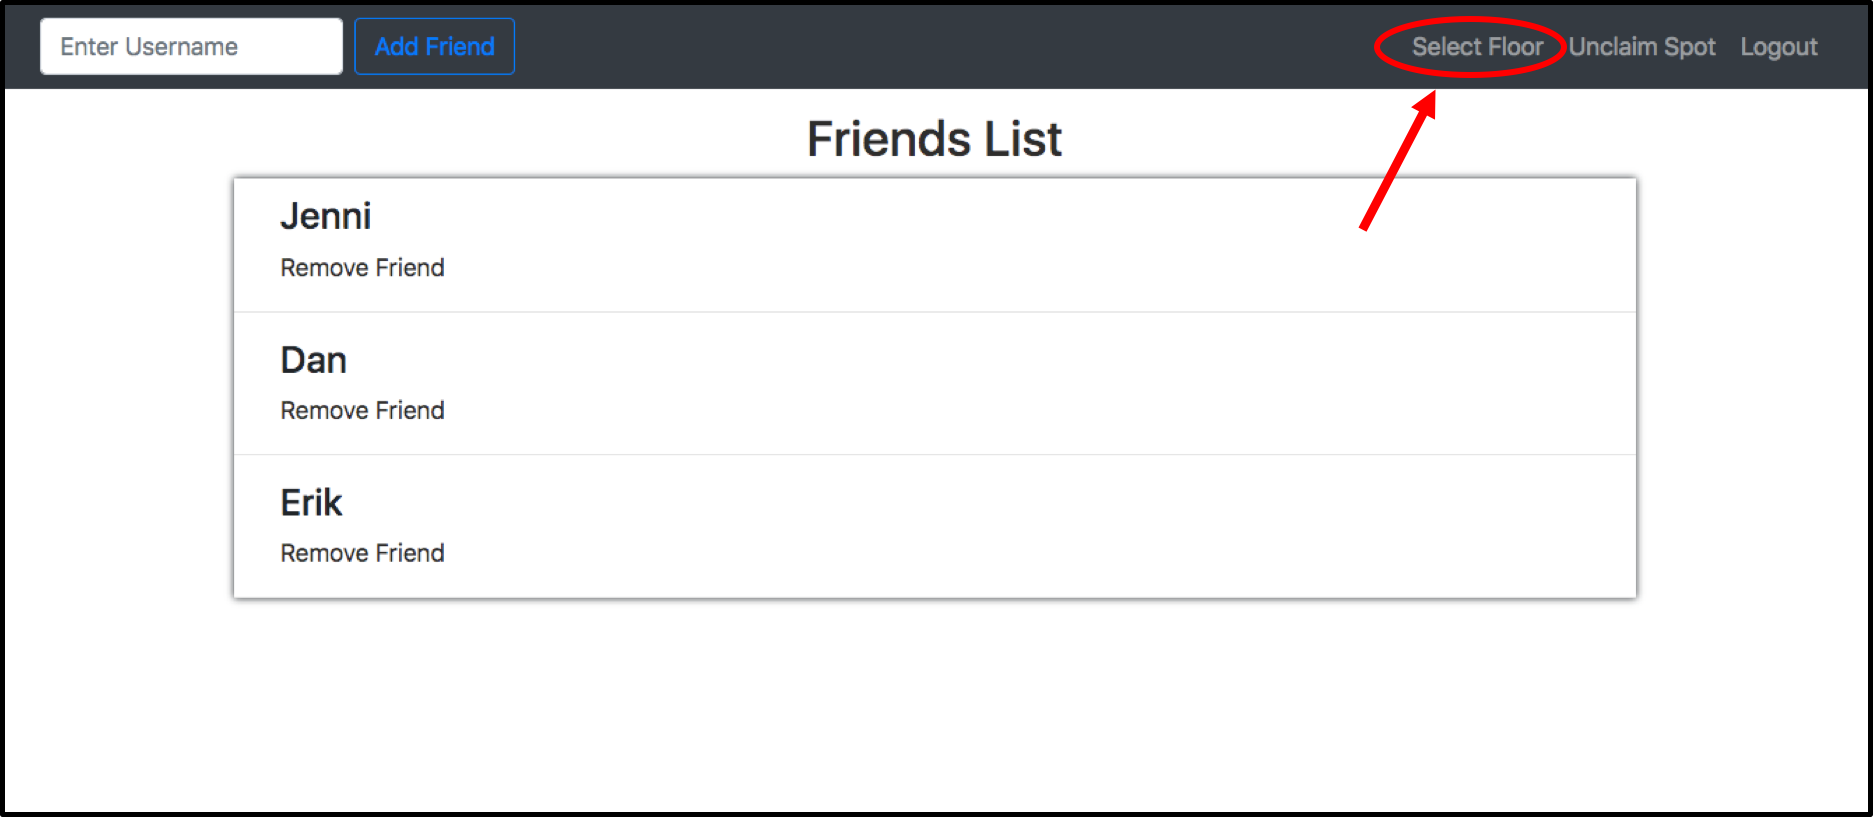 Enter Username Add Friend Select Floor Unclaim Spot Logout
Friends List
Jenni
Remove Friend
Dan
Remove Friend
Erik
Remove Friend